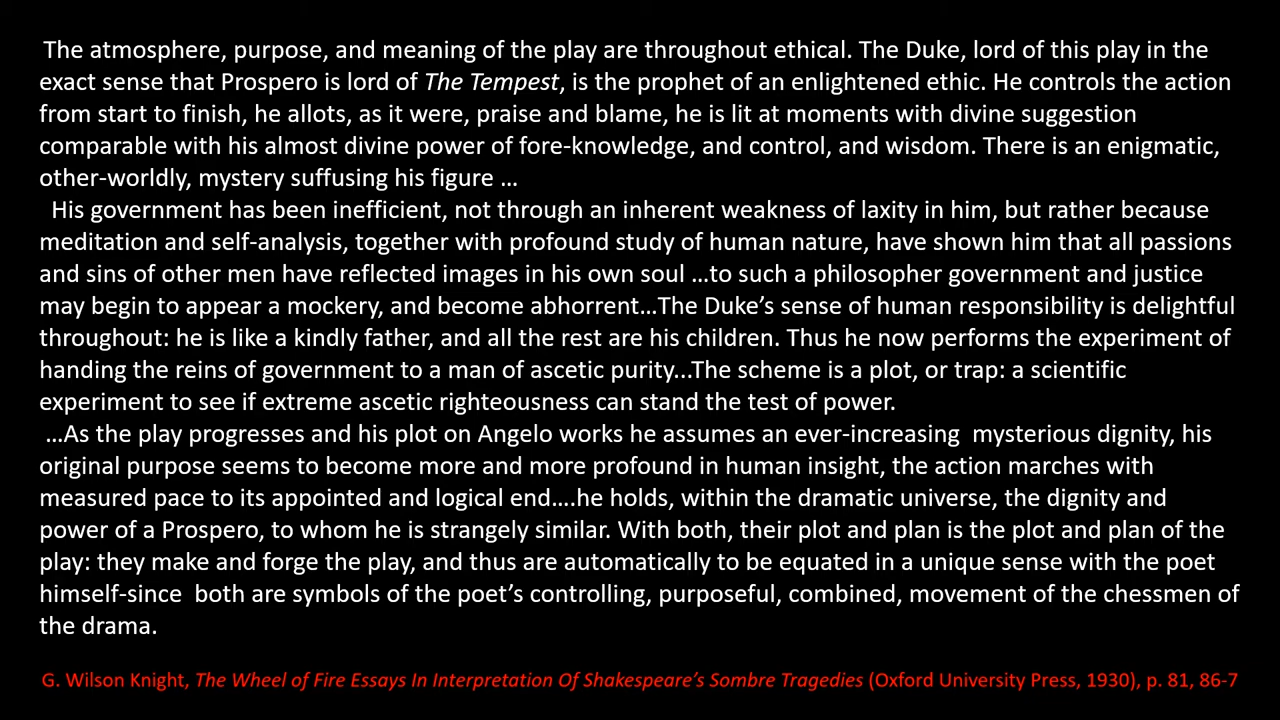 The atmosphere, purpose, and meaning of the play are throughout ethical. The Duke, lord of this play in the
exact sense that Prospero is lord of The Tempest, is the prophet of an enlightened ethic. He controls the action
from start to finish, he allots, as it were, praise and blame, he is lit at moments with divine suggestion
comparable with his almost divine power of fore-knowledge, and control, and wisdom. There is an enigmatic,
other-worldly, mystery suffusing his figure …
His government has been inefficient, not through an inherent weakness of laxity in him, but rather because
meditation and self-analysis, together with profound study of human nature, have shown him that all passions
and sins of other men have reflected images in his own soul …to such a philosopher government and justice
may begin to appear a mockery, and become abhorrent…The Duke’s sense of human responsibility is delightful
throughout: he is like a kindly father, and all the rest are his children. Thus he now performs the experiment of
handing the reins of government to a man of ascetic purity…The scheme is a plot, or trap: a scientific
experiment to see if extreme ascetic righteousness can stand the test of power.
…As the play progresses and his plot on Angelo works he assumes an ever-increasing mysterious dignity, his
original purpose seems to become more and more profound in human insight, the action marches with
measured pace to its appointed and logical end….he holds, within the dramatic universe, the dignity and
power of a Prospero, to whom he is strangely similar. With both, their plot and plan is the plot and plan of the
play: they make and forge the play, and thus are automatically to be equated in a unique sense with the poet
himself-since both are symbols of the poet’s controlling, purposeful, combined, movement of the chessmen of
the drama.
G. Wilson Knight, The Wheel of Fire Essays In Interpretation Of Shakespeare’s Sombre Tragedies (Oxford University Press, 1930), p. 81, 86-7